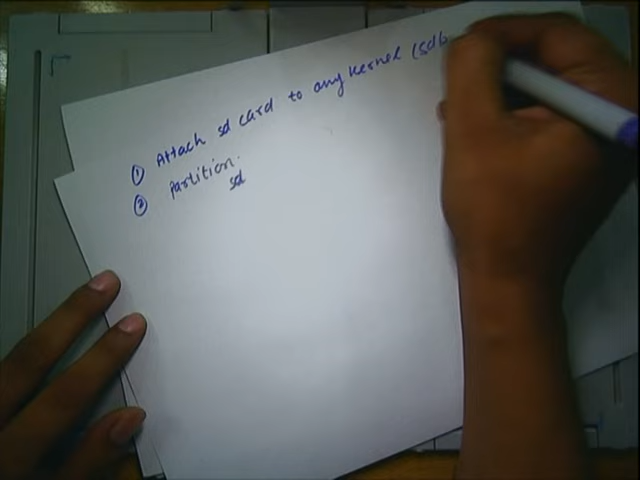 ① Attach sd card to any kernel (sdb
② Partition.
sd